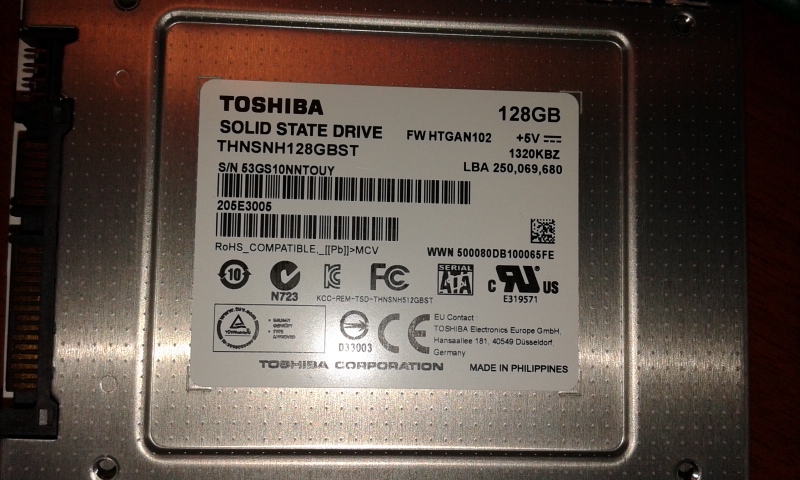 TOSHIBA
128GB
SOLID STATE DRIVE
FW HTGAN102
+5V
THNSNH128GBST
1320KBZ
S/N 53GS10NNTOUY
LBA 250,069,680
205E3005
RoHS_COMPATIBLE,_[[Pb]]>MCV
WWN 500080DB100065FE
10
N723
KCC-REM-TSD-THNSNH512GBST
FC
SERIAL
ATA
c RU US
E319571
D33003
CE
EU Contact
TOSHIBA Electronics Europe GmbH,
Hansaallee 181, 40549 Düsseldorf,
Germany
TOSHIBA CORPORATION
MADE IN PHILIPPINES